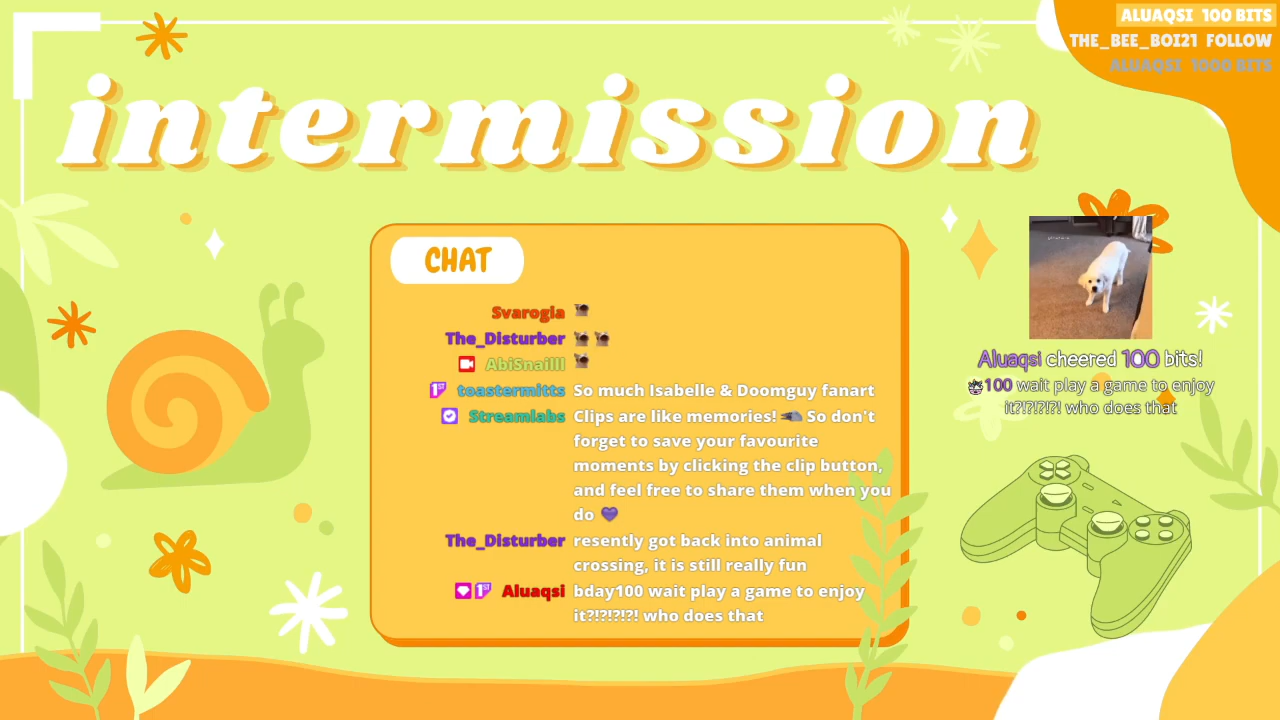 ALUAQSI 100 BITS
THE_BEE_BOI21 FOLLOW
ALUAQSI 1000 BITS
intermission
CHAT
Svarogia
The_Disturber
AbiSnailll
toastermitts So much Isabelle & Doomguy fanart
Streamlabs Clips are like memories! So don't
forget to save your favourite
moments by clicking the clip button,
and feel free to share them when you
do 💜
The_Disturber resently got back into animal
crossing, it is still really fun
Aluaqsi bday100 wait play a game to enjoy
it?!?!?!?! who does that
Aluaqsi cheered 100 bits!
100 wait play a game to enjoy
it?!?!?!?! who does that